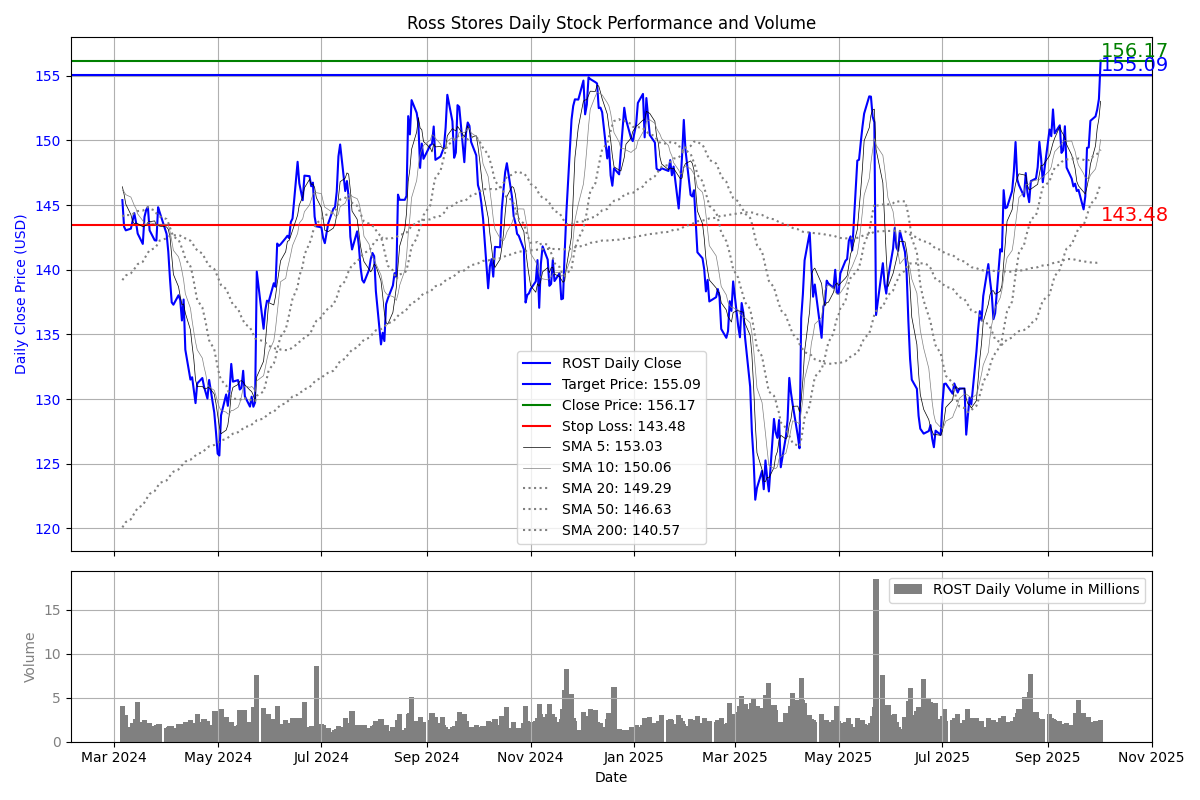 Ross Stores Daily Stock Performance and Volume
156.17
155.09
143.48
155
150
145
140
135
130
125
120
Daily Close Price (USD)
ROST Daily Close
Target Price: 155.09
Close Price: 156.17
Stop Loss: 143.48
SMA 5: 153.03
SMA 10: 150.06
SMA 20: 149.29
SMA 50: 146.63
SMA 200: 140.57
ROST Daily Volume in Millions
15
10
5
0
Volume
Mar 2024 May 2024 Jul 2024 Sep 2024 Nov 2024 Jan 2025 Mar 2025 May 2025 Jul 2025 Sep 2025 Nov 2025
Date